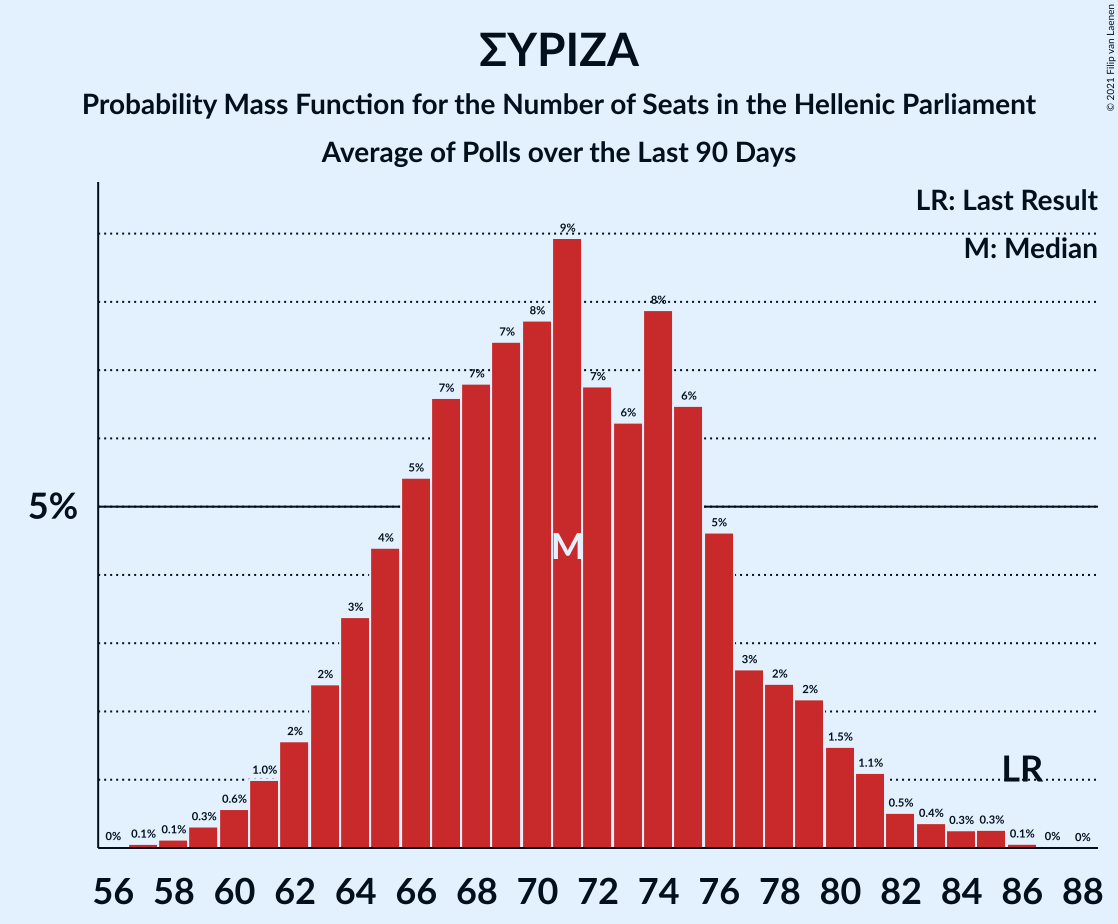 ΣΥΡΙΖΑ
Probability Mass Function for the Number of Seats in the Hellenic Parliament
Average of Polls over the Last 90 Days
© 2021 Filip van Laenen
LR: Last Result
M: Median
5%
0% 0.1% 0.1% 0.3% 0.6% 1.0% 2% 2% 3% 4% 5% 7% 7% 7% 8% 9% 7% 6% 8% 6% 5% 3% 2% 2% 1.5% 1.1% 0.5% 0.4% 0.3% 0.3% 0.1% 0% 0%
M
LR
56 58 60 62 64 66 68 70 72 74 76 78 80 82 84 86 88